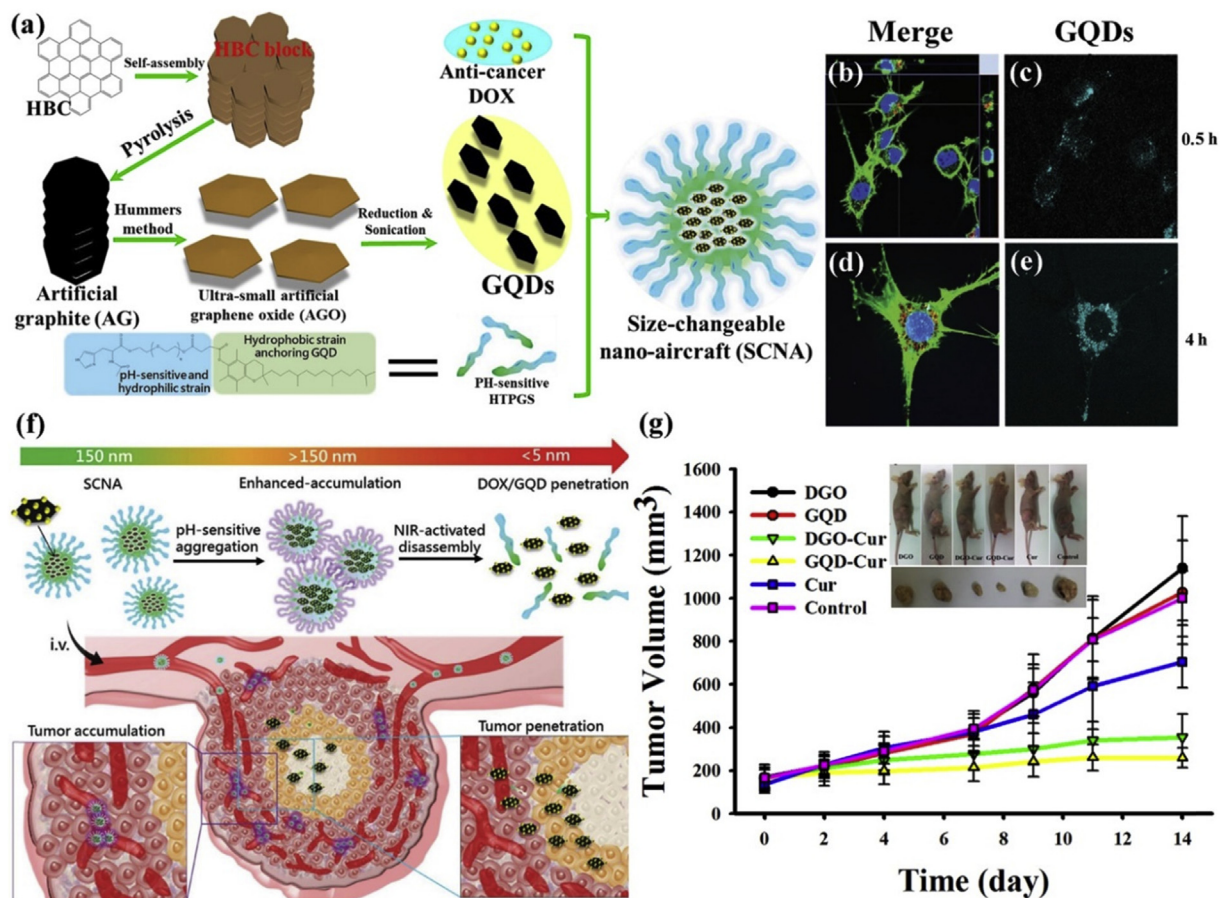 (a)
HBC
Self-assembly
HBC block
Pyrolysis
Artificial
graphite (AG)
Hummers
method
Ultra-small artificial
graphene oxide (AGO)
Reduction &
Sonication
Anti-cancer
DOX
GQDs
pH-sensitive and
hydrophilic strain
Hydrophobic strain
anchoring GQD
PH-sensitive
HTPGS
Size-changeable
nano-aircraft (SCNA)
Merge
GQDs
(b)
(c)
0.5 h
(d)
(e)
4 h
(f)
150 nm
>150 nm
<5 nm
SCNA
Enhanced-accumulation
DOX/GQD penetration
pH-sensitive
aggregation
NIR-activated
disassembly
i.v.
Tumor accumulation
Tumor penetration
(g)
Tumor Volume (mm3)
1600
1400
1200
1000
800
600
400
200
0
DGO
GQD
DGO-Cur
GQD-Cur
Cur
Control
DGO
GQD
DGO-Cur
GQD-Cur
Cur
Control
0 2 4 6 8 10 12 14
Time (day)